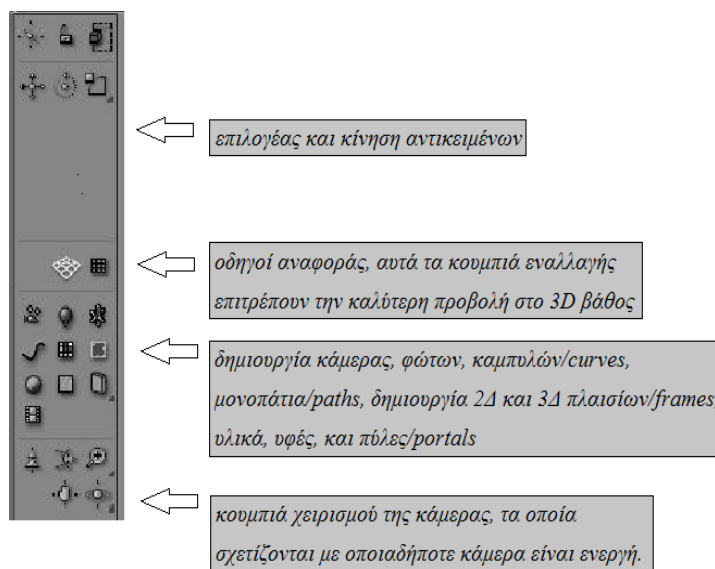 επιλογέας και κίνηση αντικειμένων
οδηγοί αναφοράς, αυτά τα κουμπιά εναλλαγής
επιτρέπουν την καλύτερη προβολή στο 3D βάθος
δημιουργία κάμερας, φώτων, καμπυλών/curves,
μονοπάτια/paths, δημιουργία 2Δ και 3Δ πλαισίων/frames,
υλικά, υφές, και πύλες/portals
κουμπιά χειρισμού της κάμερας, τα οποία
σχετίζονται με οποιαδήποτε κάμερα είναι ενεργή.